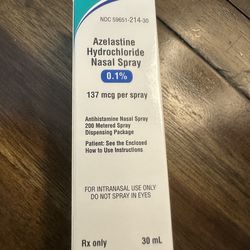 NDC 59651-214-30
Azelastine
Hydrochloride
Nasal Spray
0.1%
137 mcg per spray
Antihistamine Nasal Spray
200 Metered Spray
Dispensing Package
Patient: See the Enclosed
How to Use Instructions
FOR INTRANASAL USE ONLY
DO NOT SPRAY IN EYES
Rx only 30 mL